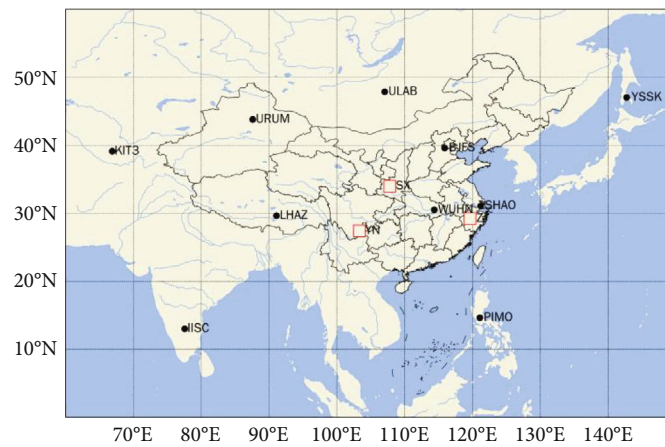 50°N
40°N
30°N
20°N
10°N
ULAB
YSSK
URUM
KIT3
BJFS
SX
SHAO
WUHN
LHAZ
YN
PIMO
IISC
70°E 80°E 90°E 100°E 110°E 120°E 130°E 140°E